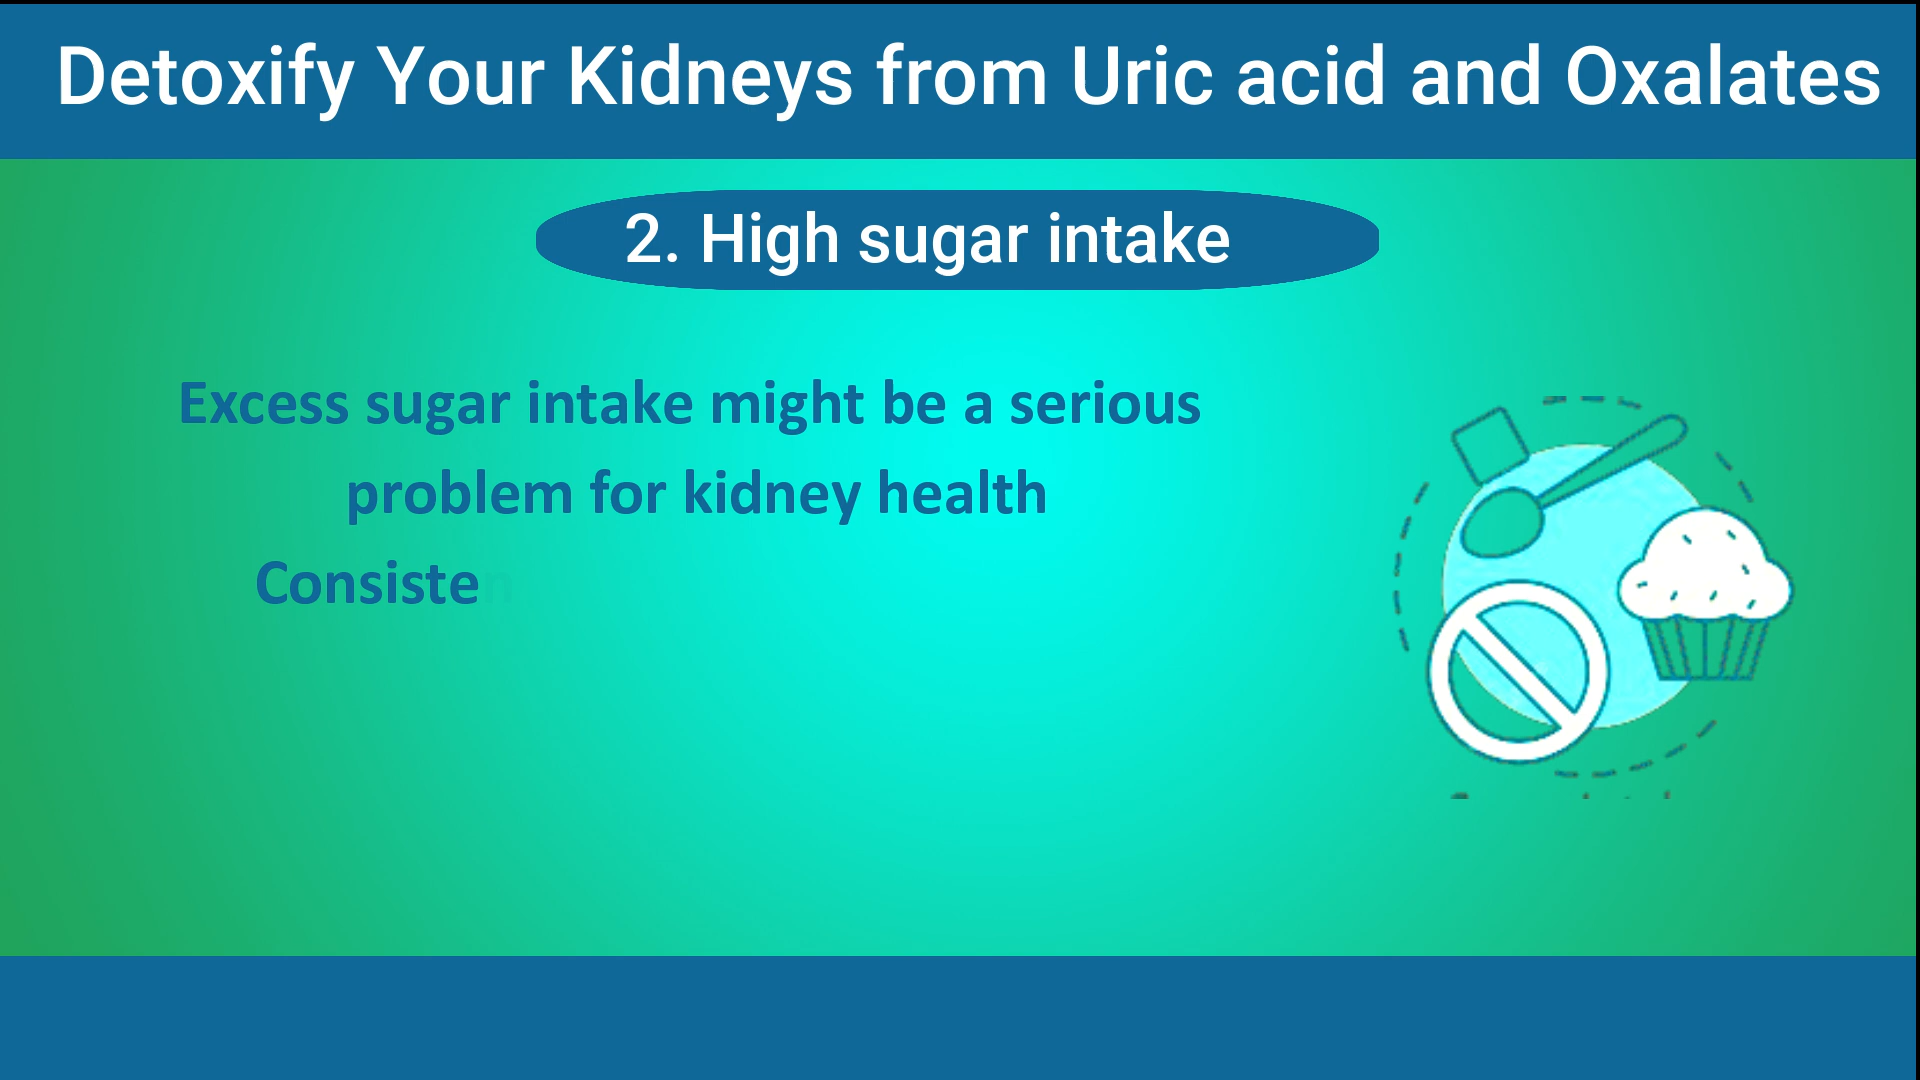 Detoxify Your Kidneys from Uric acid and Oxalates
2. High sugar intake
Excess sugar intake might be a serious
problem for kidney health
Consisten